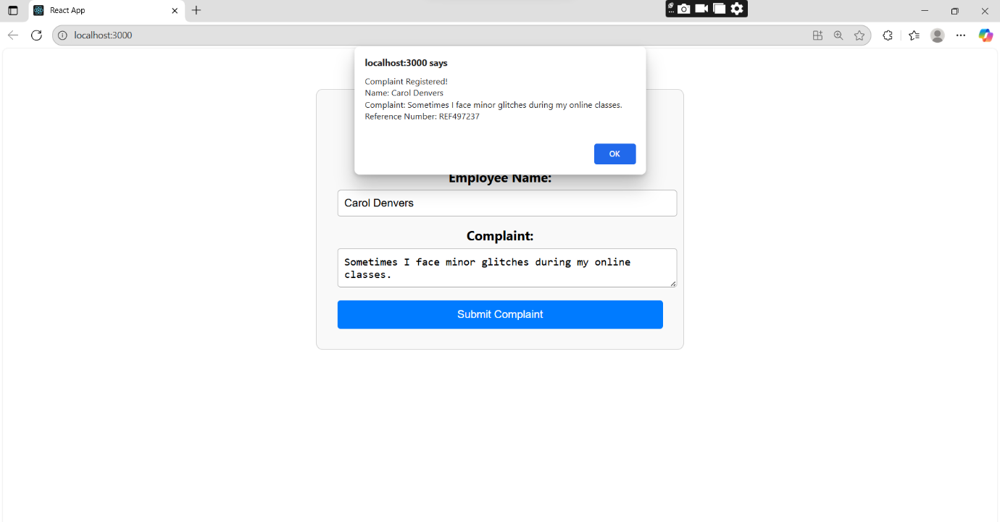 React App
localhost:3000
localhost:3000 says
Complaint Registered!
Name: Carol Denvers
Complaint: Sometimes I face minor glitches during my online classes.
Reference Number: REF497237
OK
Employee Name:
Carol Denvers
Complaint:
Sometimes I face minor glitches during my online
classes.
Submit Complaint